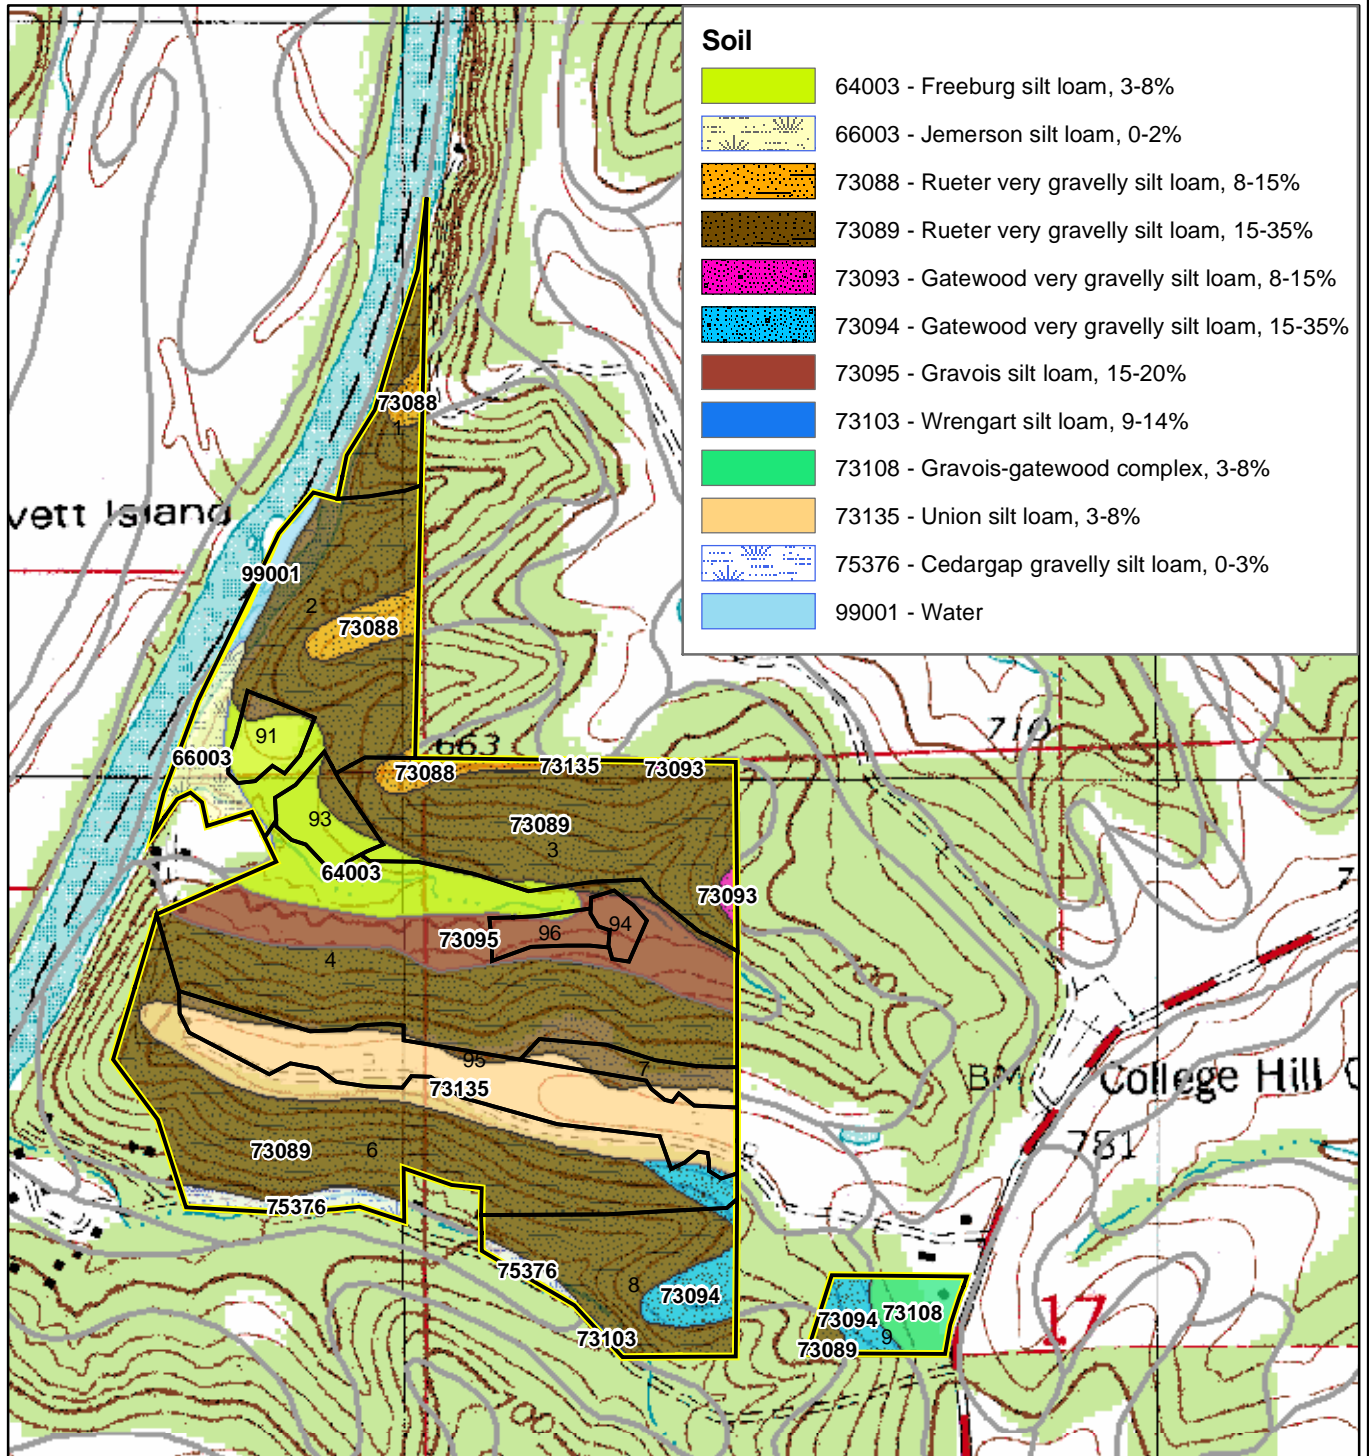 Soil
64003 - Freeburg silt loam, 3-8%
66003 - Jemerson silt loam, 0-2%
73088 - Rueter very gravelly silt loam, 8-15%
73089 - Rueter very gravelly silt loam, 15-35%
73093 - Gatewood very gravelly silt loam, 8-15%
73094 - Gatewood very gravelly silt loam, 15-35%
73095 - Gravois silt loam, 15-20%
73103 - Wrengart silt loam, 9-14%
73108 - Gravois-gatewood complex, 3-8%
73135 - Union silt loam, 3-8%
75376 - Cedargap gravelly silt loam, 0-3%
99001 - Water
73088
1
vett Island
99001
2
73088
91
710
663
66003
73088
73135
73093
93
73089
3
64003
7
73093
94
96
73095
4
700
95
7
73135
BM
College Hill
781
73089
6
75376
75376
8
73094
73094
73108
9
73103
73089
17
700